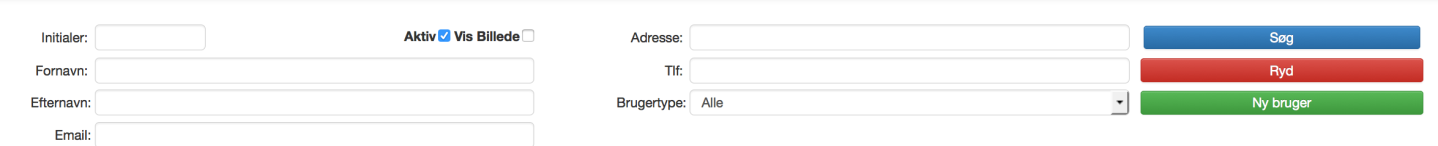 Initialer: Aktiv Vis Billede Adresse: Søg
Fornavn: Tlf: Ryd
Efternavn: Brugertype: Alle Ny bruger
Email: